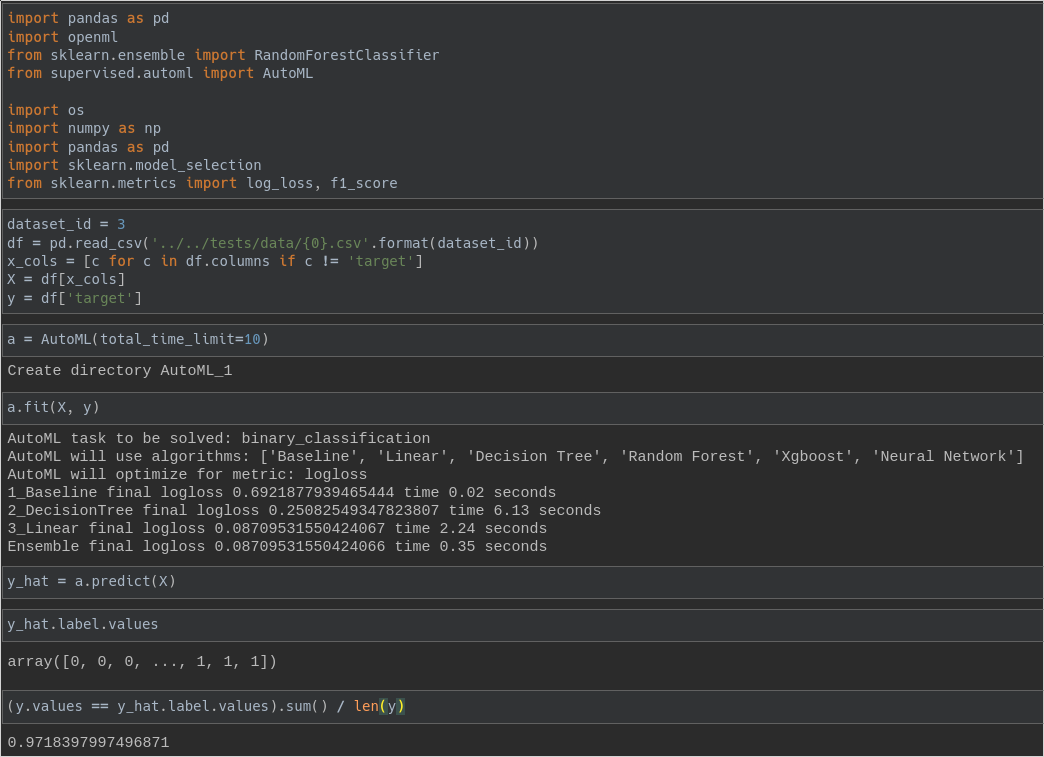 import pandas as pd
import openml
from sklearn.ensemble import RandomForestClassifier
from supervised.automl import AutoML
import os
import numpy as np
import pandas as pd
import sklearn.model_selection
from sklearn.metrics import log_loss, f1_score
dataset_id = 3
df = pd.read_csv('../../tests/data/{0}.csv'.format(dataset_id))
x_cols = [c for c in df.columns if c != 'target']
X = df[x_cols]
y = df['target']
a = AutoML(total_time_limit=10)
Create directory AutoML_1
a.fit(X, y)
AutoML task to be solved: binary_classification
AutoML will use algorithms: ['Baseline', 'Linear', 'Decision Tree', 'Random Forest', 'Xgboost', 'Neural Network']
AutoML will optimize for metric: logloss
1_Baseline final logloss 0.6921877939465444 time 0.02 seconds
2_DecisionTree final logloss 0.25082549347823807 time 6.13 seconds
3_Linear final logloss 0.08709531550424067 time 2.24 seconds
Ensemble final logloss 0.08709531550424066 time 0.35 seconds
y_hat = a.predict(X)
y_hat.label.values
array([0, 0, 0, ..., 1, 1, 1])
(y.values == y_hat.label.values).sum() / len(y)
0.9718397997496871